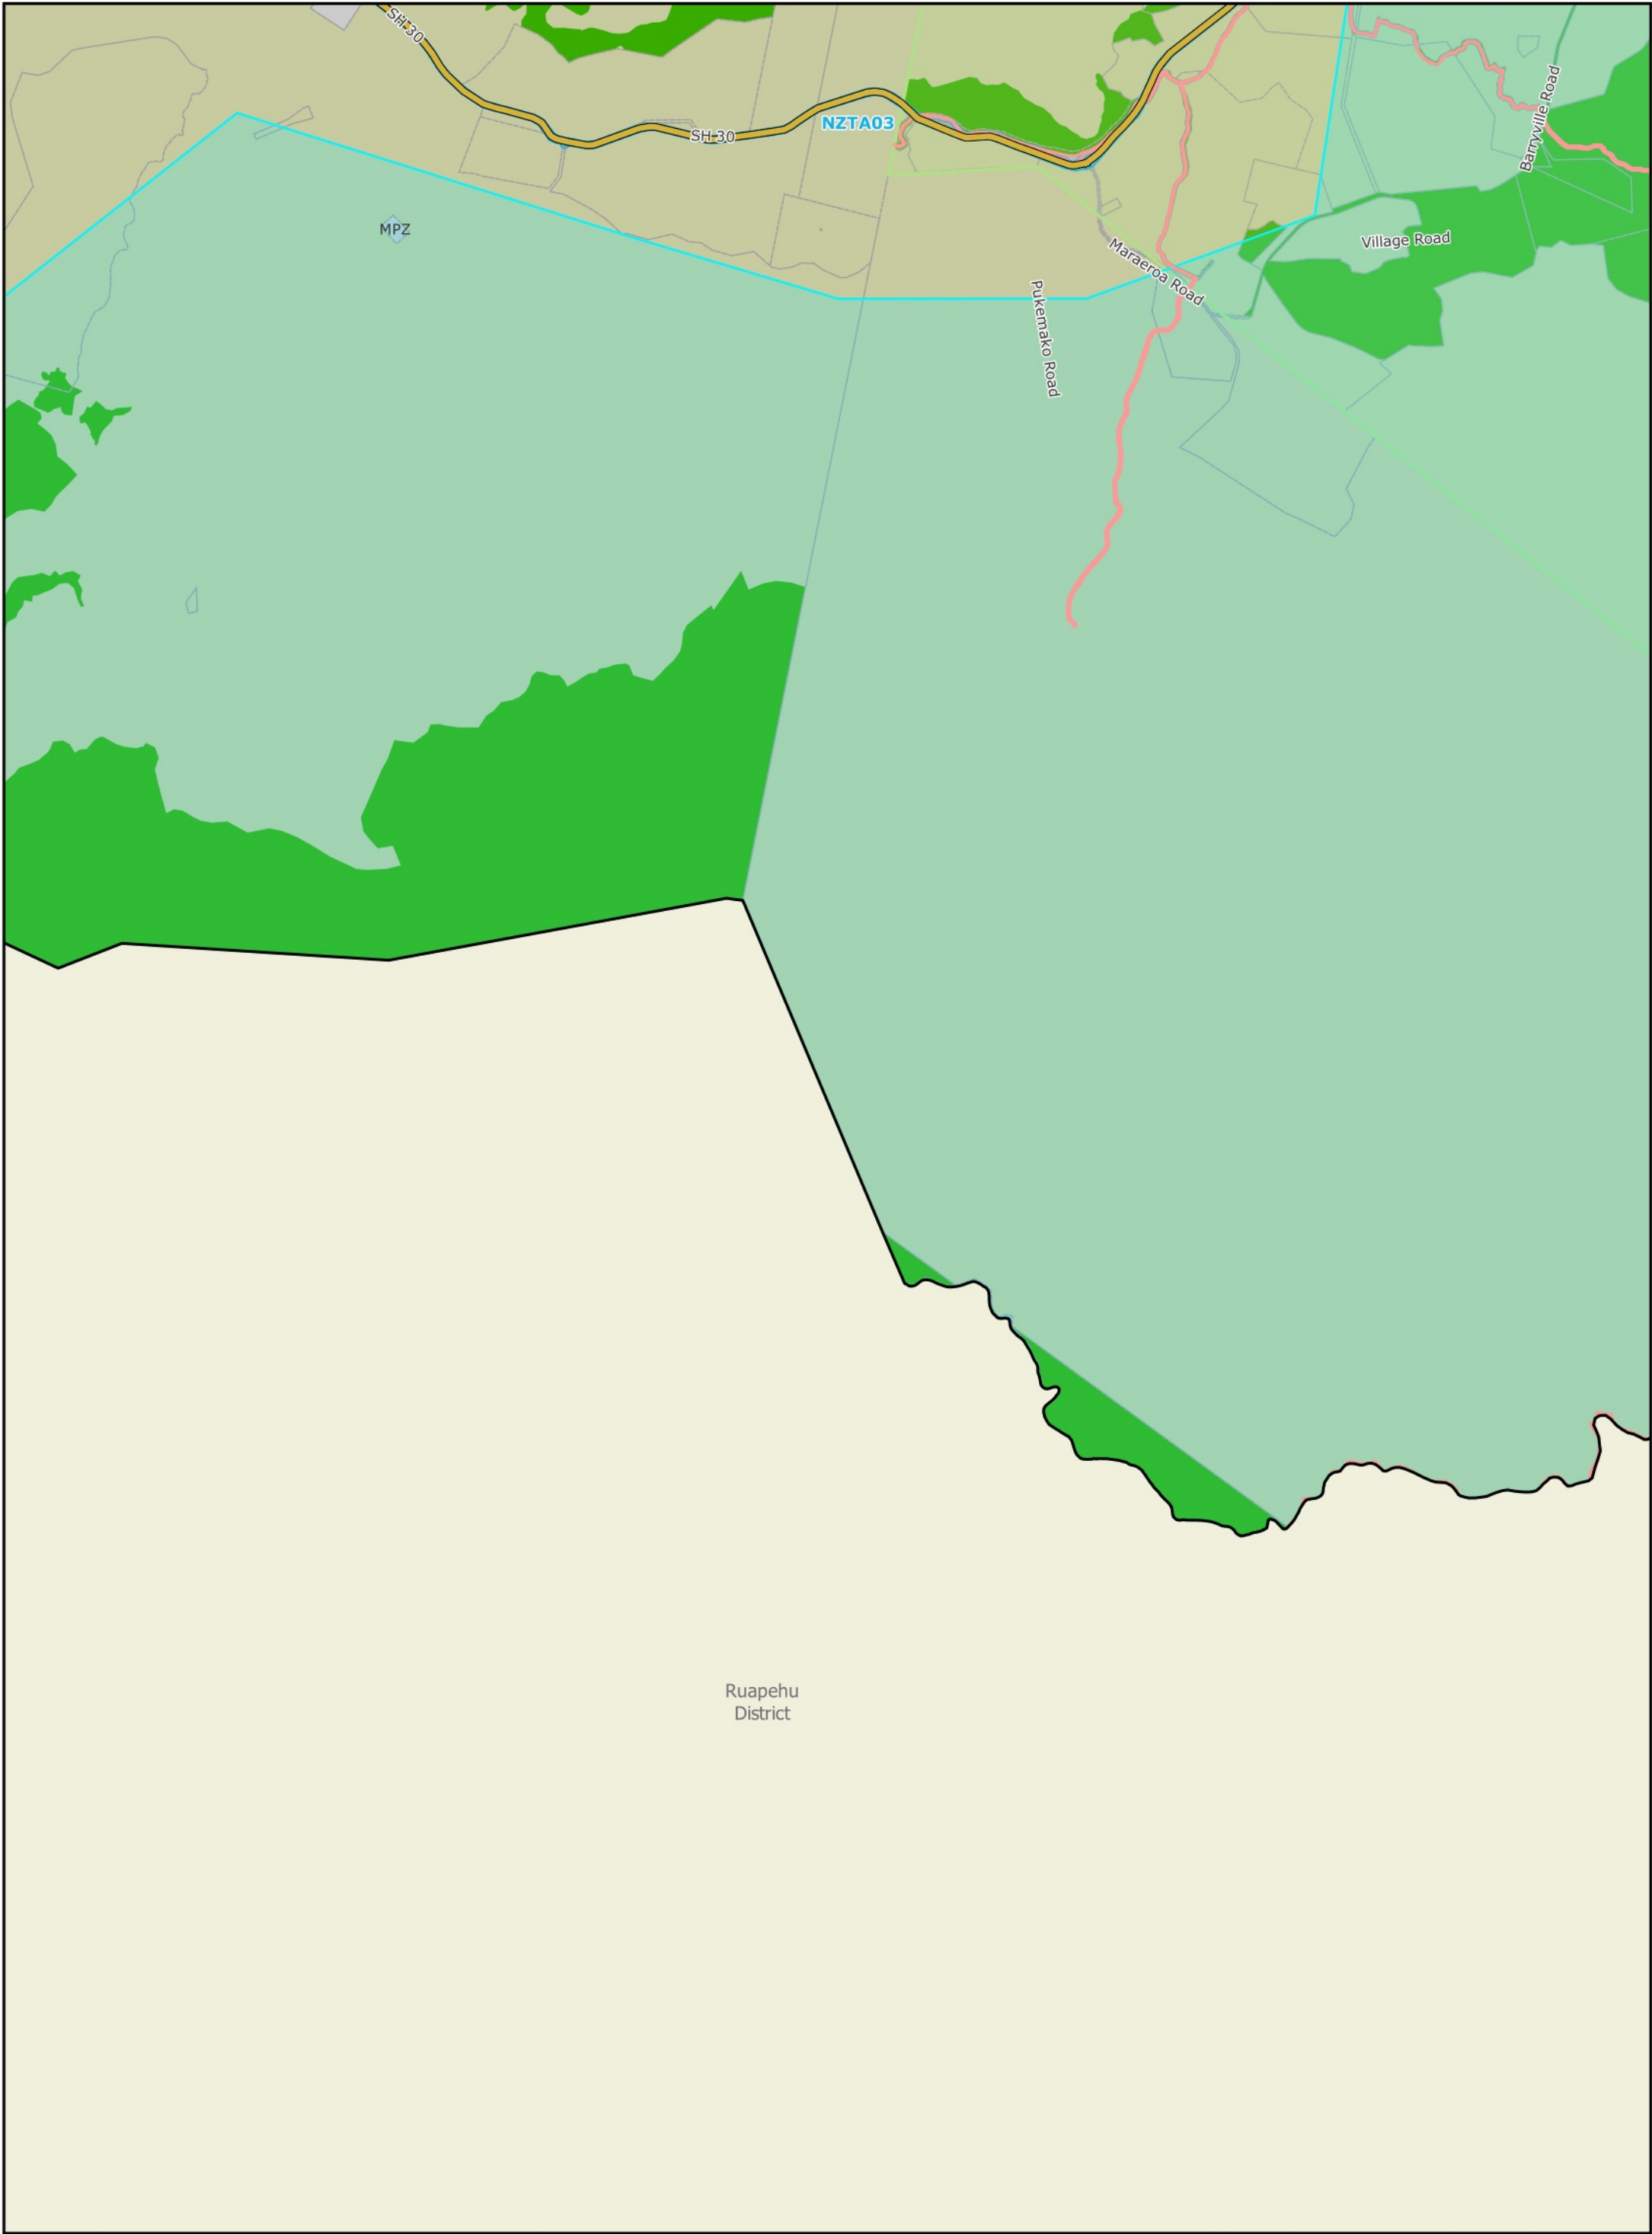 SH 30
NZTA03
SH 30
Barryville Road
MPZ
Village Road
Maraeroa Road
Pukemako Road
Ruapehu
District